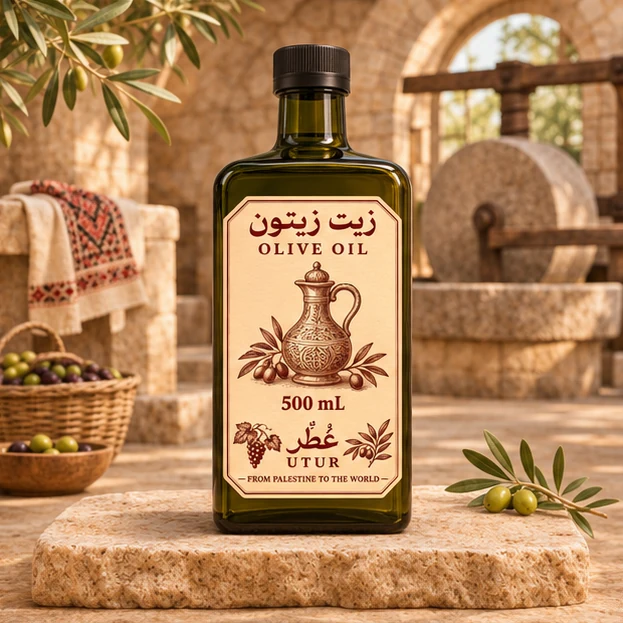 زيت زيتون
OLIVE OIL
500 mL
عُطِّر
UTUR
— FROM PALESTINE TO THE WORLD —